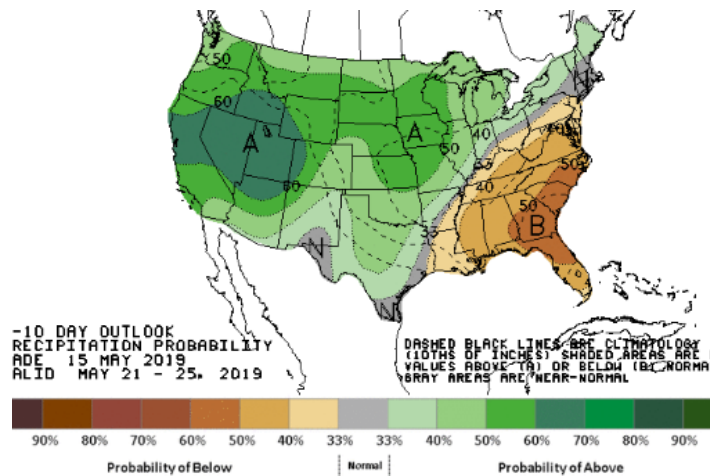 50
60
A
A
40
50
33
60
40
50
50
33
B
N
N
N
-10 DAY OUTLOOK
RECIPITATION PROBABILITY
ADE 15 MAY 2019
ALID MAY 21 - 25, 2019
DASHED BLACK LINES ARE CLIMATOLOGY
(10THS OF INCHES) SHADED AREAS ARE
VALUES ABOVE (A) OR BELOW (B) NORMA
GRAY AREAS ARE NEAR-NORMAL
90% 80% 70% 60% 50% 40% 33% 33% 40% 50% 60% 70% 80% 90%
Probability of Below Normal Probability of Above